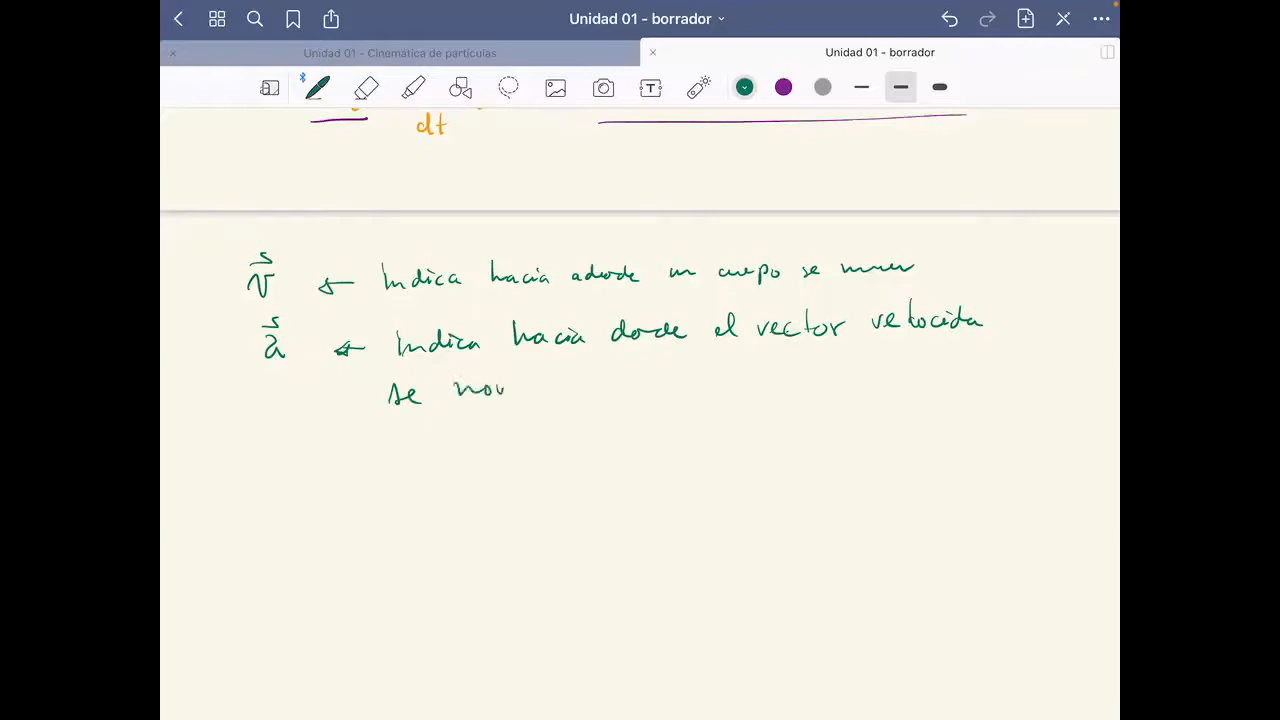 Unidad 01 - borrador
Unidad 01 - Cinemática de partículas
Unidad 01 - borrador
T
dt
v ← Indica hacia adonde un cuerpo se mueve
a ← Indica hacia donde el vector velocida
se mov